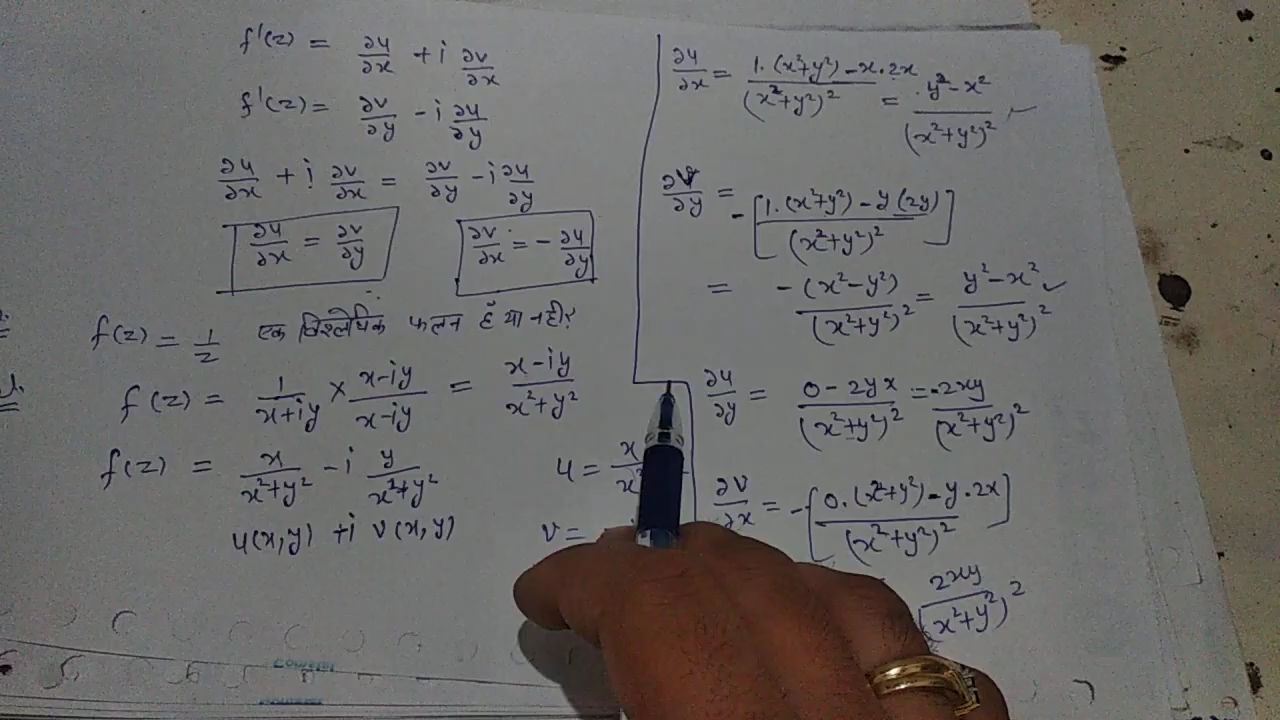 f'(z) = ∂u/∂x + i ∂v/∂x
f'(z) = ∂v/∂y - i ∂u/∂y
∂u/∂x + i ∂v/∂x = ∂v/∂y - i ∂u/∂y
∂u/∂x = ∂v/∂y ∂v/∂x = - ∂u/∂y
f(z) = 1/z एक विश्लेषिक फलन है या नहीं?
f(z) = 1/(x+iy) × (x-iy)/(x-iy) = (x-iy)/(x²+y²)
f(z) = x/(x²+y²) - i y/(x²+y²)
u(x,y) + i v(x,y)
u = x/x²
v =
∂u/∂x = (1.(x²+y²) - x.2x)/(x²+y²)² = (y²-x²)/(x²+y²)²
∂v/∂y = -[(1.(x²+y²) - y(2y))/(x²+y²)²]
= -(x²-y²)/(x²+y²)² = (y²-x²)/(x²+y²)²
∂u/∂y = (0-2yx)/(x²+y²)² = -2xy/(x²+y²)²
∂v/∂x = -[(0.(x²+y²) - y.2x)/(x²+y²)²]
2xy/(x²+y²)²